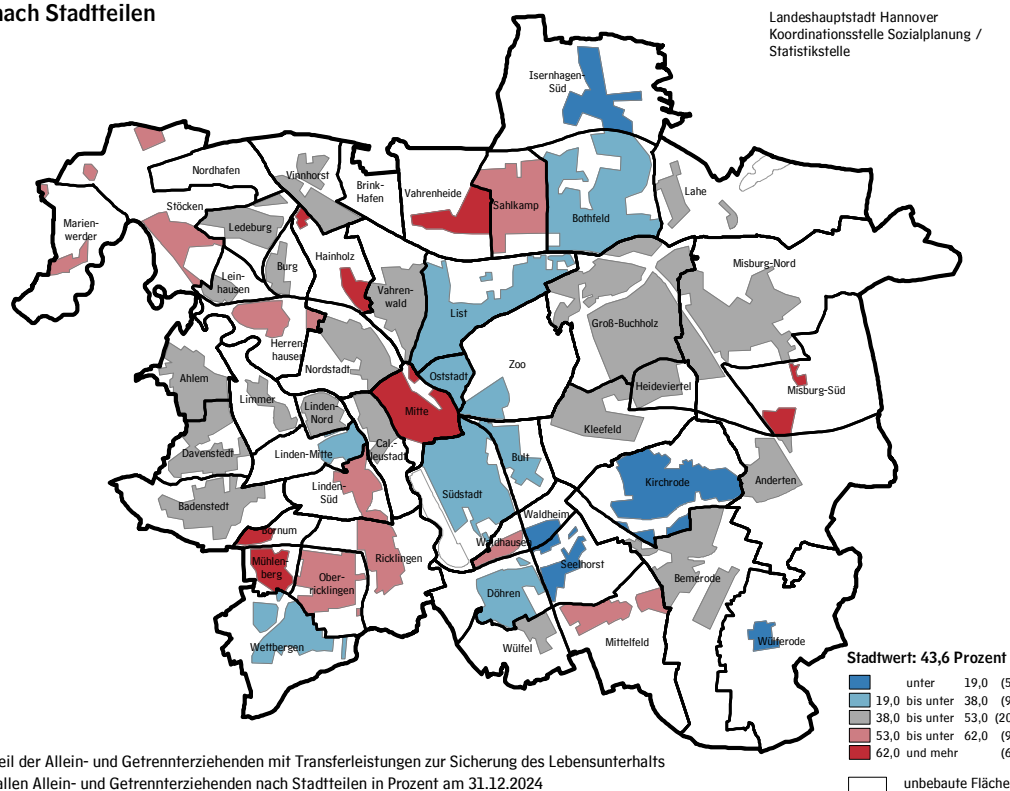 nach Stadtteilen
Landeshauptstadt Hannover
Koordinationsstelle Sozialplanung /
Statistikstelle
Isernhagen-
Süd
Nordhafen
Vinnhorst
Brink-
Hafen
Vahrenheide
Sahlkamp
Bothfeld
Lahe
Marien-
werder
Stöcken
Ledeburg
Hainholz
Burg
Lein-
hausen
Vahren-
wald
List
Misburg-Nord
Groß-Buchholz
Herren-
hausen
Nordstadt
Zoo
Oststadt
Heideviertel
Misburg-Süd
Ahlem
Limmer
Linden-
Nord
Mitte
Kleefeld
Cal.-
Neustadt
Davenstedt
Linden-Mitte
Bult
Kirchrode
Anderten
Linden-
Süd
Südstadt
Badenstedt
Waldheim
Bornum
Waldhausen
Seelhorst
Mühlen-
berg
Ober-
ricklingen
Ricklingen
Döhren
Bemerode
Wettbergen
Wülfel
Mittelfeld
Wülferode
Stadtwert: 43,6 Prozent
unter 19,0 (5
19,0 bis unter 38,0 (9
38,0 bis unter 53,0 (20
53,0 bis unter 62,0 (9
62,0 und mehr (6
unbebaute Fläche
eil der Allein- und Getrennterziehenden mit Transferleistungen zur Sicherung des Lebensunterhalts
allen Allein- und Getrennterziehenden nach Stadtteilen in Prozent am 31.12.2024